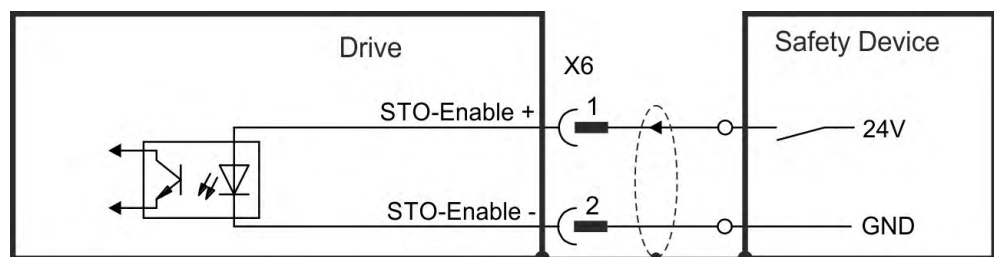 Drive
Safety Device
X6
STO-Enable +
1
24V
STO-Enable -
2
GND